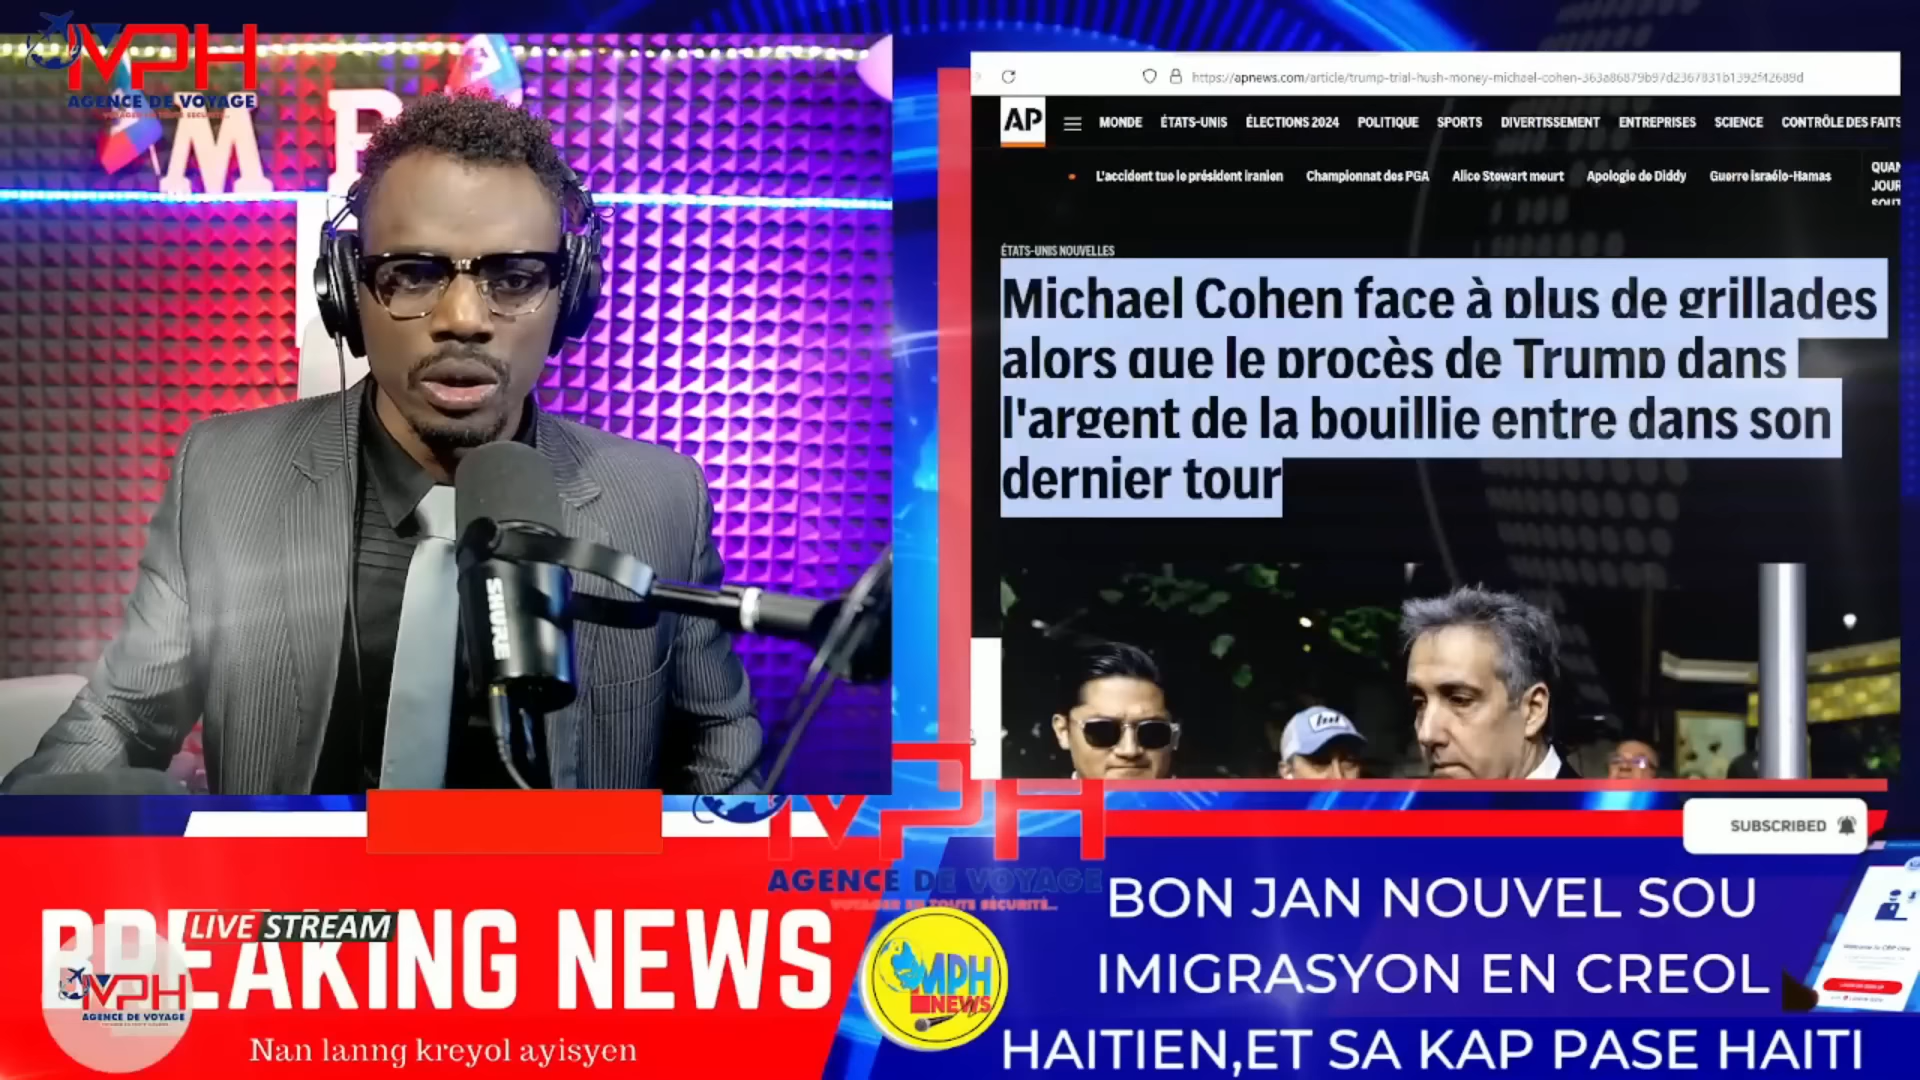 MPH
AGENCE DE VOYAGE
M P
SHURE
https://apnews.com/article/trump-trial-hush-money-michael-cohen-363a86879b97d2367831b1392f42689d
AP
MONDE ÉTATS-UNIS ÉLECTIONS 2024 POLITIQUE SPORTS DIVERTISSEMENT ENTREPRISES SCIENCE CONTRÔLE DES FAITS
L'accident tue le président iranien Championnat des PGA Alice Stewart meurt Apologie de Diddy Guerre israélo-Hamas
ÉTATS-UNIS NOUVELLES
Michael Cohen face à plus de grillades
alors que le procès de Trump dans
l'argent de la bouillie entre dans son
dernier tour
SUBSCRIBED
MPH
AGENCE DE VOYAGE
VOYAGER EN TOUTE SÉCURITÉ...
BREAKING NEWS
LIVE STREAM
MPH
AGENCE DE VOYAGE
Nan lanng kreyol ayisyen
MPH
NEWS
BON JAN NOUVEL SOU
IMIGRASYON EN CREOL
HAITIEN,ET SA KAP PASE HAITI